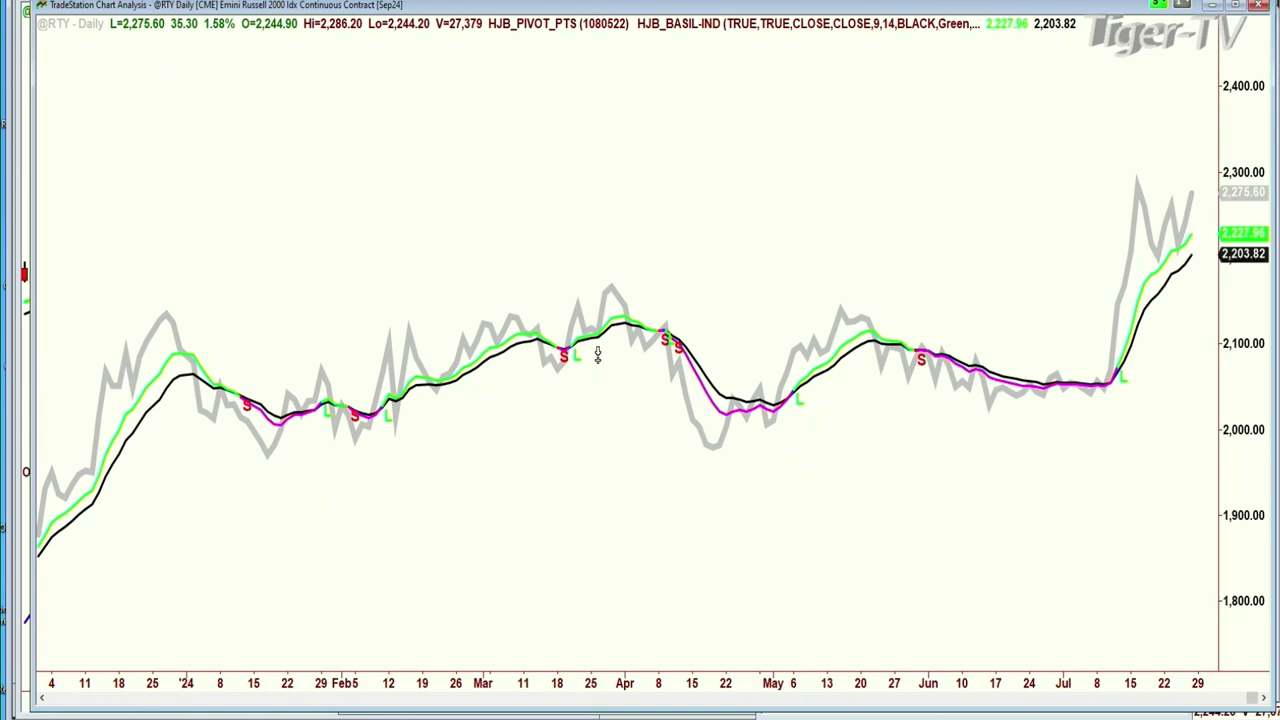 TradeStation Chart Analysis - @RTY Daily [CME] Emini Russell 2000 Idx Continuous Contract [Sep24]
@RTY - Daily L=2,275.60 35.30 1.58% O=2,244.90 Hi=2,286.20 Lo=2,244.20 V=27,379 HJB_PIVOT_PTS (1080522) HJB_BASIL-IND (TRUE,TRUE,CLOSE,CLOSE,9,14,BLACK,Green,... 2,227.96 2,203.82
Tiger-TV
2,400.00
2,300.00
2,275.60
2,227.96
2,203.82
2,100.00
2,000.00
1,900.00
1,800.00
S L S L S L S S L S L
4 11 18 25 '24 8 15 22 29 Feb5 12 19 26 Mar 11 18 25 Apr 8 15 22 May 6 13 20 27 Jun 10 17 24 Jul 8 15 22 29